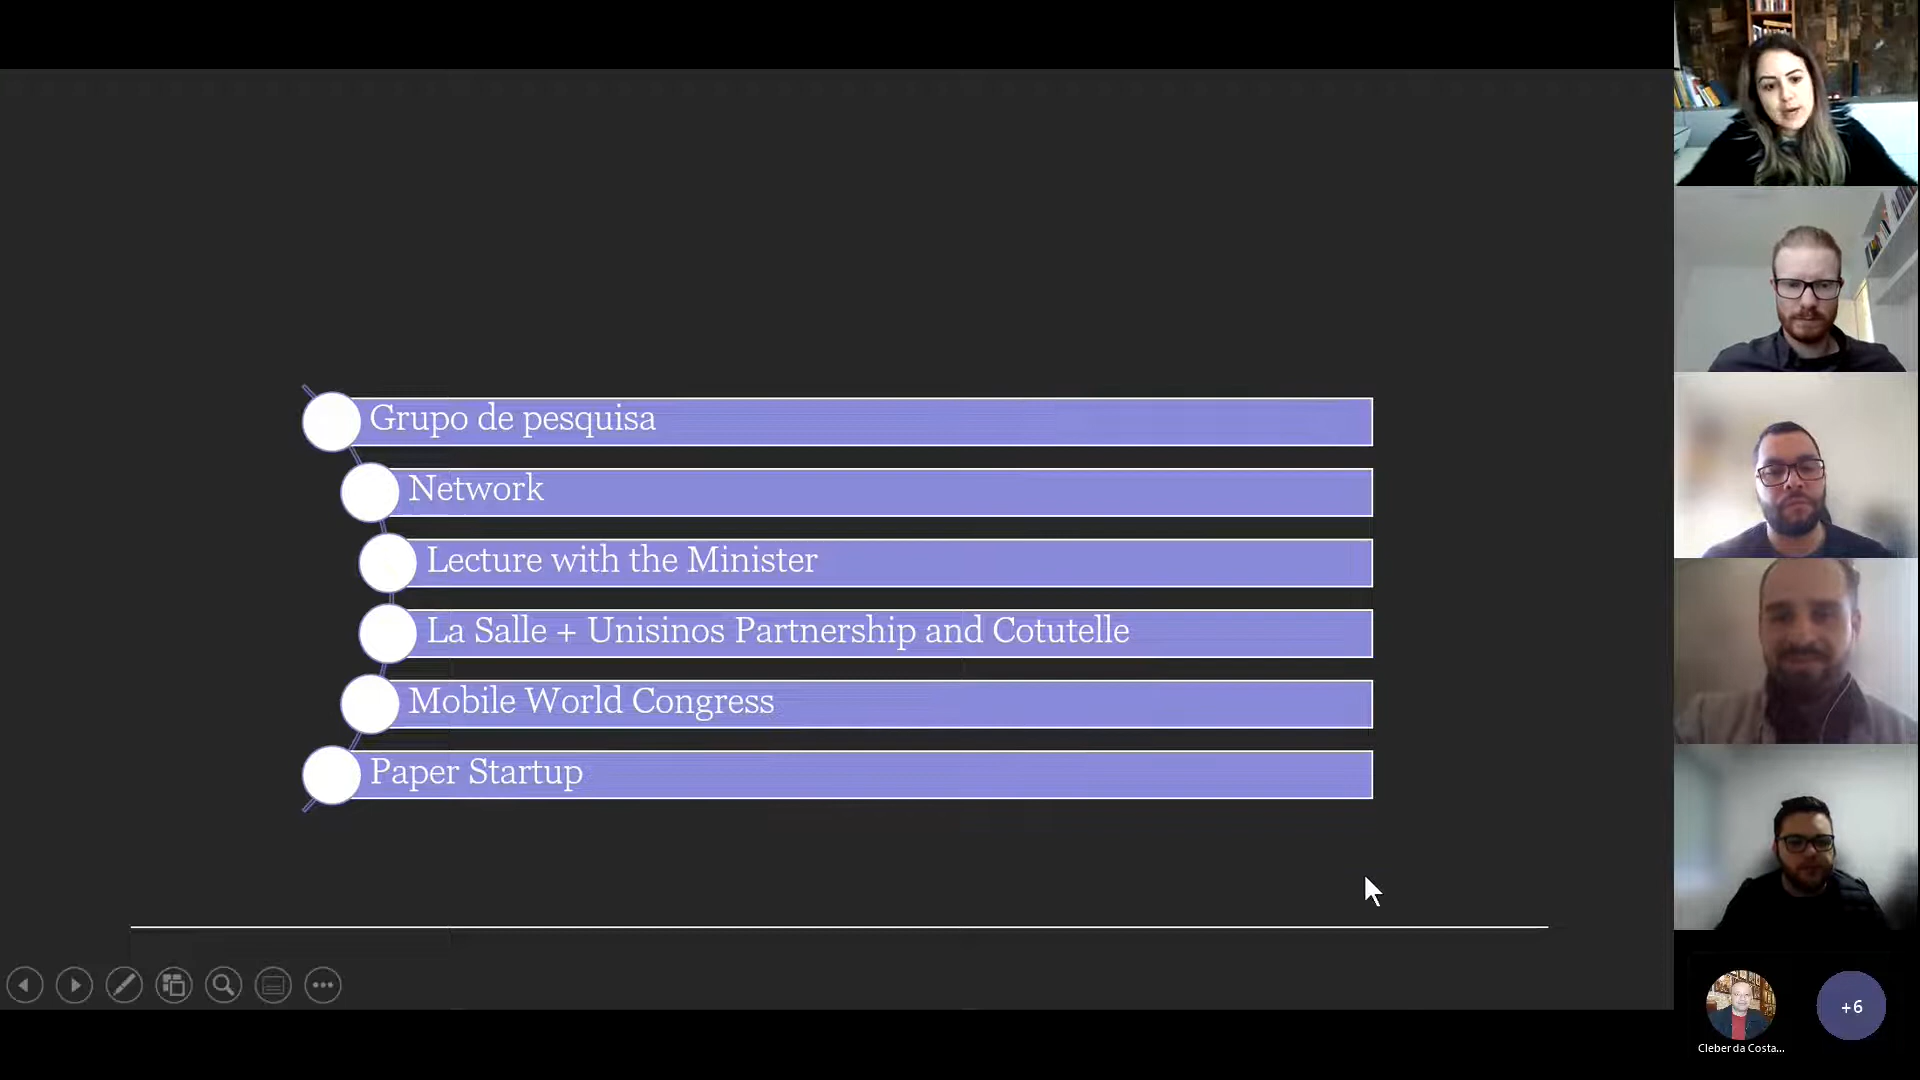 Grupo de pesquisa
Network
Lecture with the Minister
La Salle + Unisinos Partnership and Cotutelle
Mobile World Congress
Paper Startup
+6
Cleber da Costa...